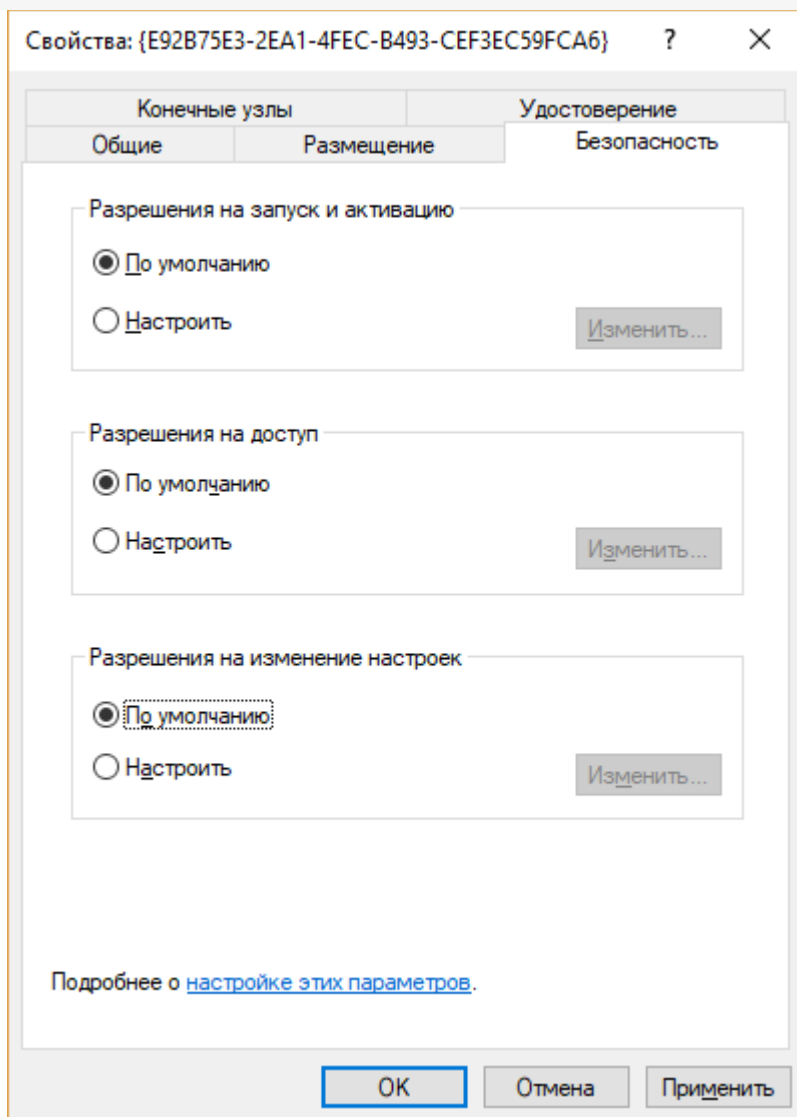 Свойства: {E92B75E3-2EA1-4FEC-B493-CEF3EC59FCA6} ?
Конечные узлы Удостоверение
Общие Размещение Безопасность
Разрешения на запуск и активацию
По умолчанию
Настроить Изменить...
Разрешения на доступ
По умолчанию
Настроить Изменить...
Разрешения на изменение настроек
По умолчанию
Настроить Изменить...
Подробнее о настройке этих параметров.
ОК Отмена Применить